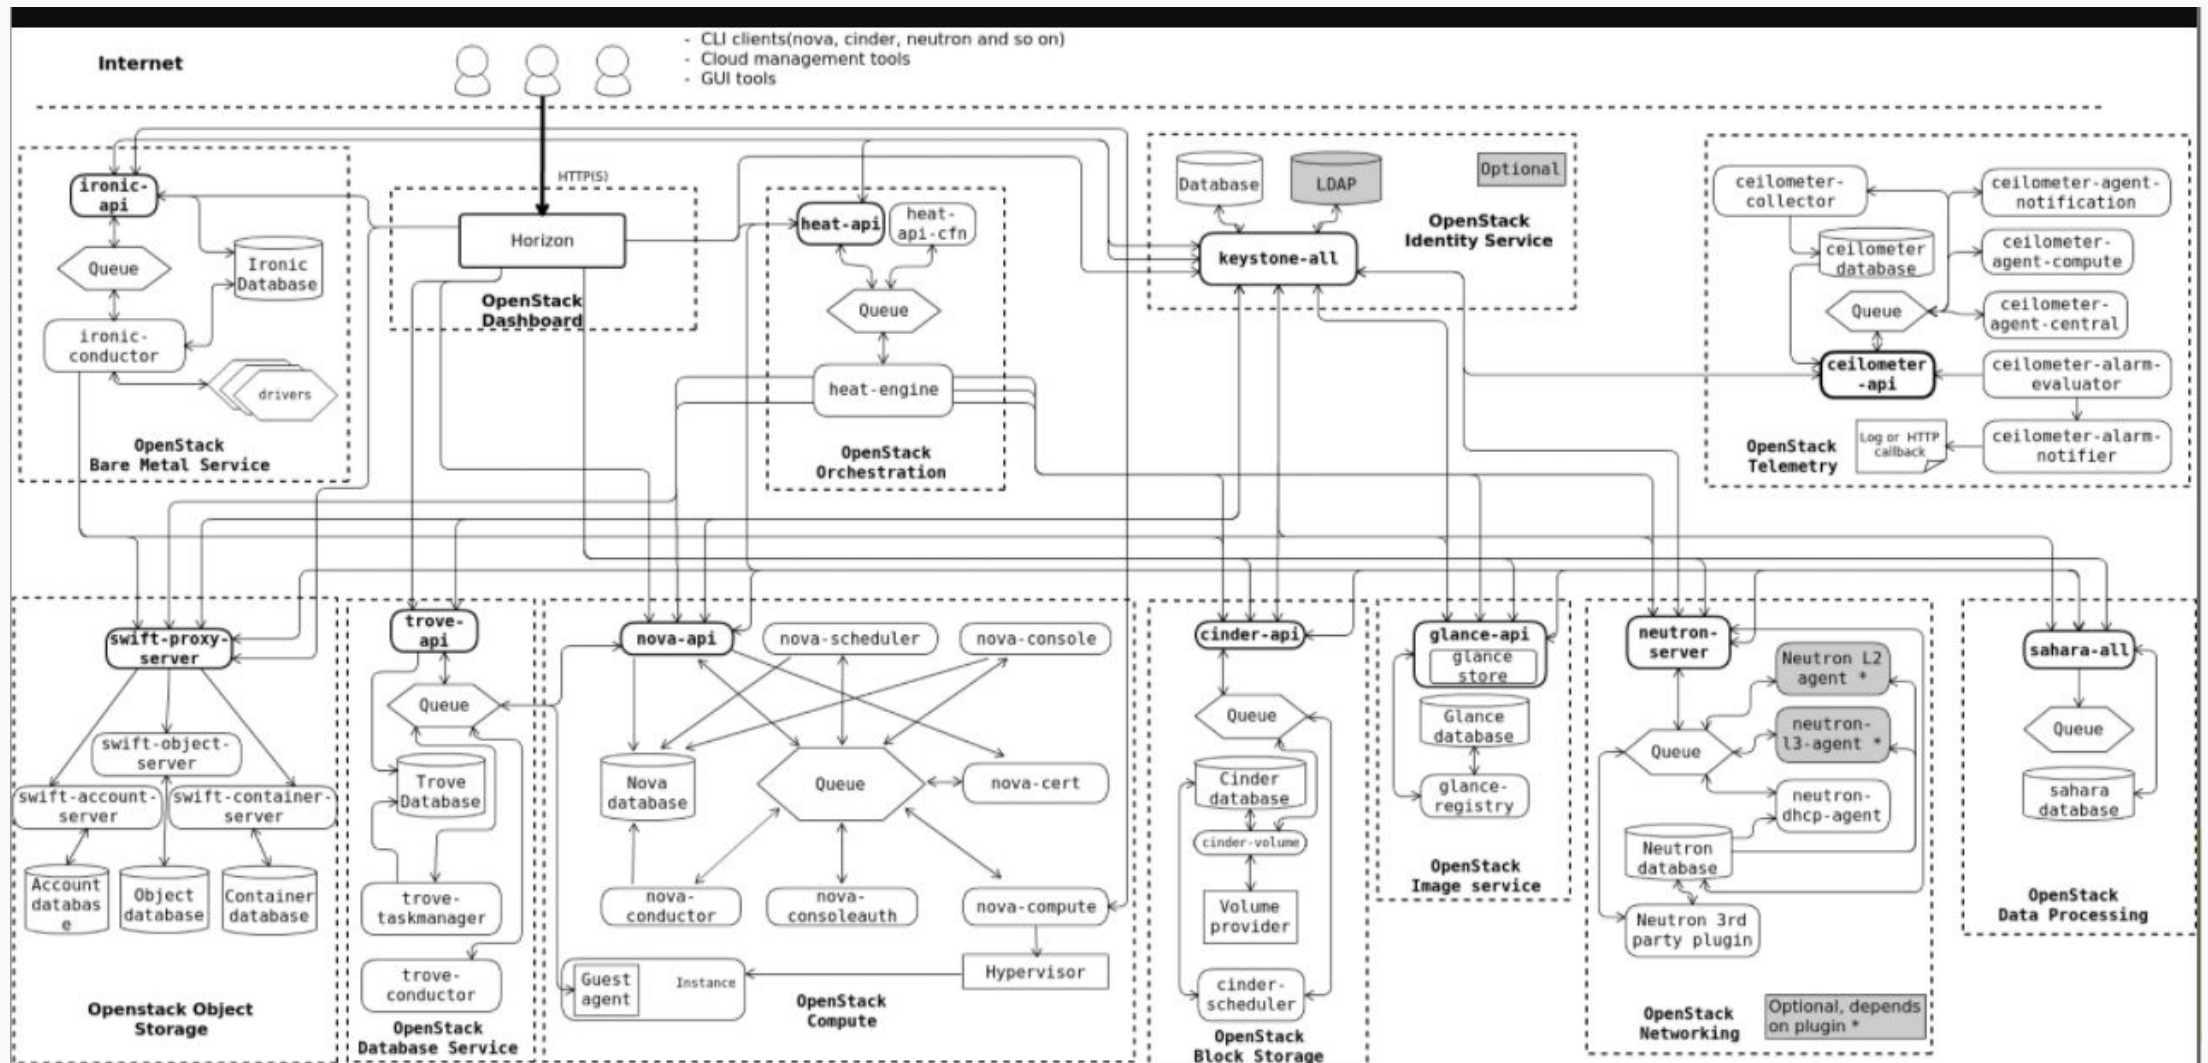 - CLI clients(nova, cinder, neutron and so on)
- Cloud management tools
- GUI tools
Internet
HTTP(S)
ironic-
api
Queue
Ironic
Database
ironic-
conductor
drivers
OpenStack
Bare Metal Service
Horizon
OpenStack
Dashboard
heat-api
heat-
api-cfn
Queue
heat-engine
OpenStack
Orchestration
Database
LDAP
Optional
OpenStack
Identity Service
keystone-all
ceilometer-
collector
ceilometer-agent-
notification
ceilometer
database
ceilometer-
agent-compute
Queue
ceilometer-
agent-central
ceilometer
-api
ceilometer-alarm-
evaluator
Log or HTTP
callback
ceilometer-alarm-
notifier
OpenStack
Telemetry
swift-proxy-
server
swift-object-
server
swift-account-
server
swift-container-
server
Account
databas
e
Object
database
Container
database
Openstack Object
Storage
trove-
api
Queue
Trove
Database
trove-
taskmanager
trove-
conductor
OpenStack
Database Service
nova-api
nova-scheduler
nova-console
Nova
database
Queue
nova-cert
nova-
conductor
nova-
consoleauth
nova-compute
Guest
agent
Instance
Hypervisor
OpenStack
Compute
cinder-api
Queue
Cinder
database
cinder-volume
Volume
provider
cinder-
scheduler
OpenStack
Block Storage
glance-api
glance
store
Glance
database
glance-
registry
OpenStack
Image service
neutron-
server
Neutron L2
agent *
neutron-
l3-agent *
Queue
neutron-
dhcp-agent
Neutron
database
Neutron 3rd
party plugin
OpenStack
Networking
Optional, depends
on plugin *
sahara-all
Queue
sahara
database
OpenStack
Data Processing